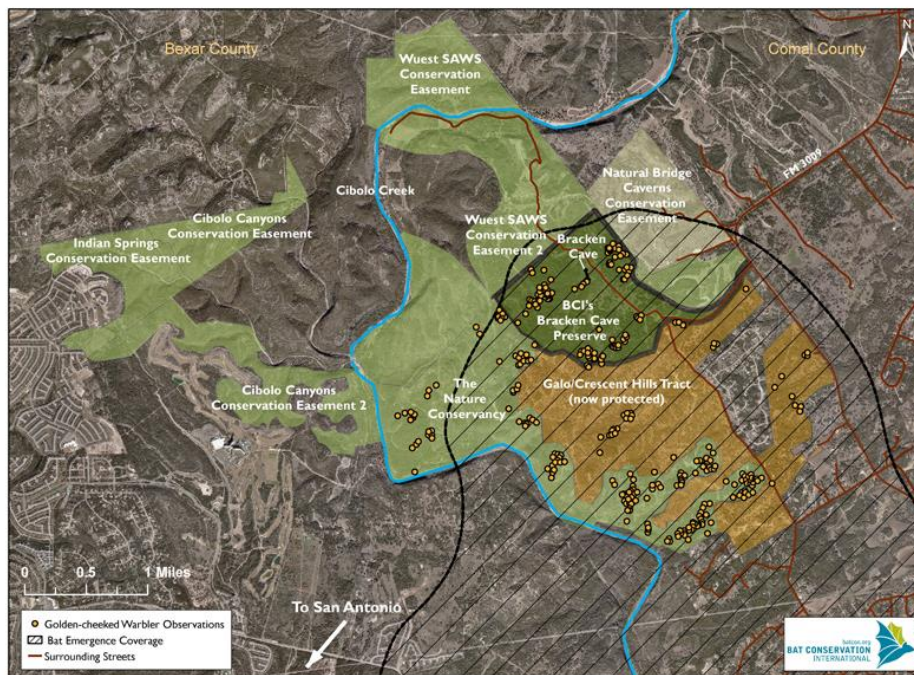 Bexar County
Comal County
N
Wuest SAWS
Conservation
Easement
FM 3009
Natural Bridge
Caverns
Conservation
Easement
Cibolo Creek
Cibolo Canyons
Conservation Easement
Indian Springs
Conservation Easement
Wuest SAWS
Conservation
Easement 2
Bracken
Cave
BCI's
Bracken Cave
Preserve
Cibolo Canyons
Conservation Easement 2
The
Nature
Conservancy
Galo/Crescent Hills Tract
(now protected)
0 0.5 1 Miles
To San Antonio
Golden-cheeked Warbler Observations
Bat Emergence Coverage
Surrounding Streets
batcon.org
BAT CONSERVATION
INTERNATIONAL